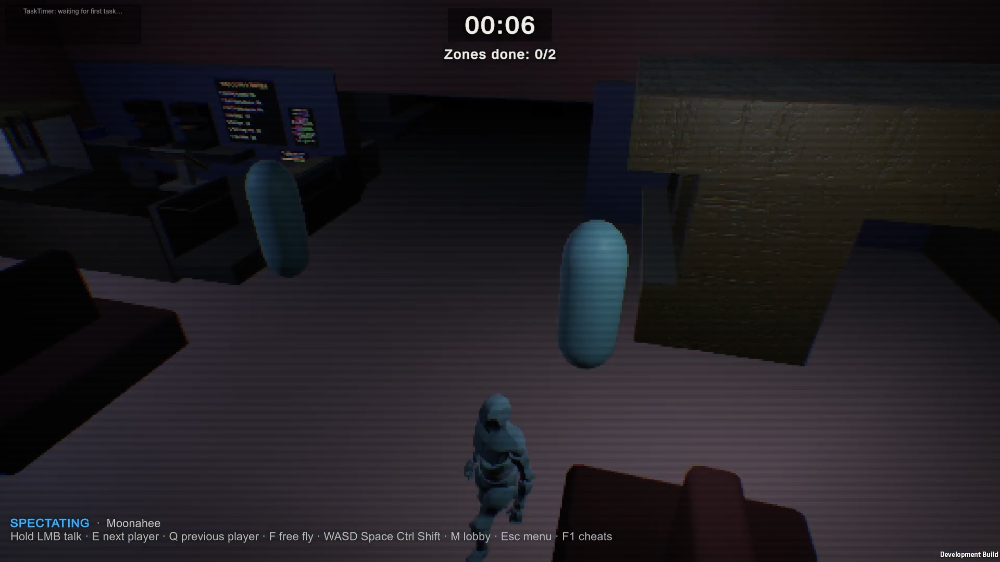 TaskTimer: waiting for first task...
00:06
Zones done: 0/2
SPECTATING · Moonahee
Hold LMB talk · E next player · Q previous player · F free fly · WASD Space Ctrl Shift · M lobby · Esc menu · F1 cheats
Development Build